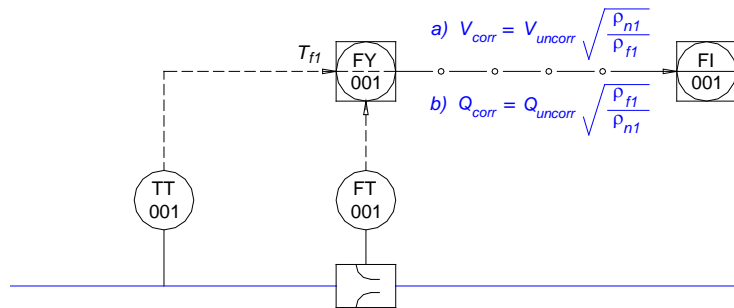 a) V_corr = V_uncorr √(ρ_n1/ρ_f1)
T_f1
FY
001
FI
001
b) Q_corr = Q_uncorr √(ρ_f1/ρ_n1)
TT
001
FT
001